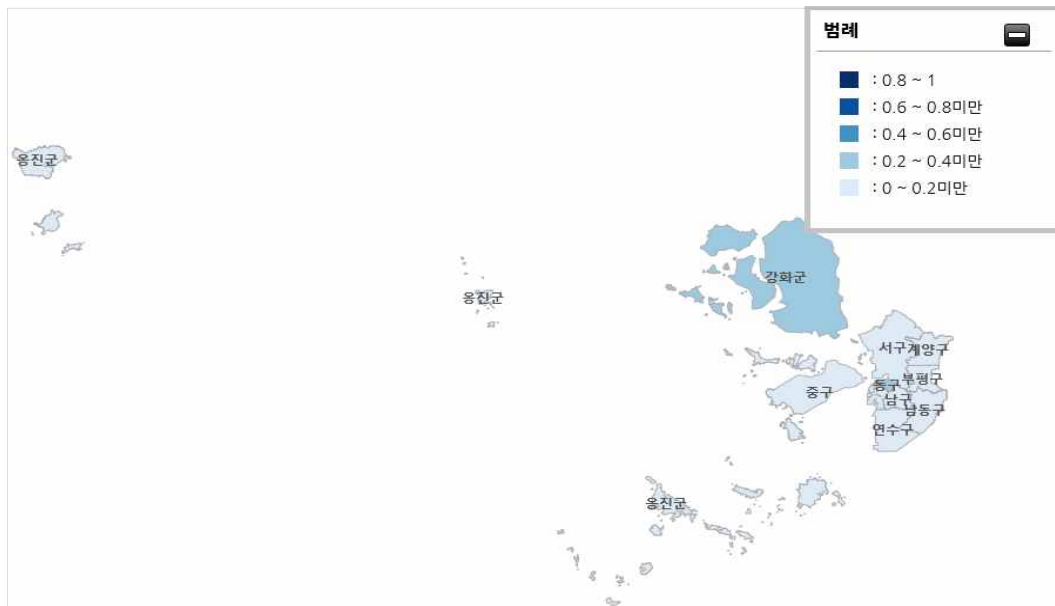 범례
: 0.8 ~ 1
: 0.6 ~ 0.8미만
: 0.4 ~ 0.6미만
: 0.2 ~ 0.4미만
: 0 ~ 0.2미만
옹진군
강화군
옹진군
서구
계양구
동구
부평구
중구
남구
남동구
연수구
옹진군